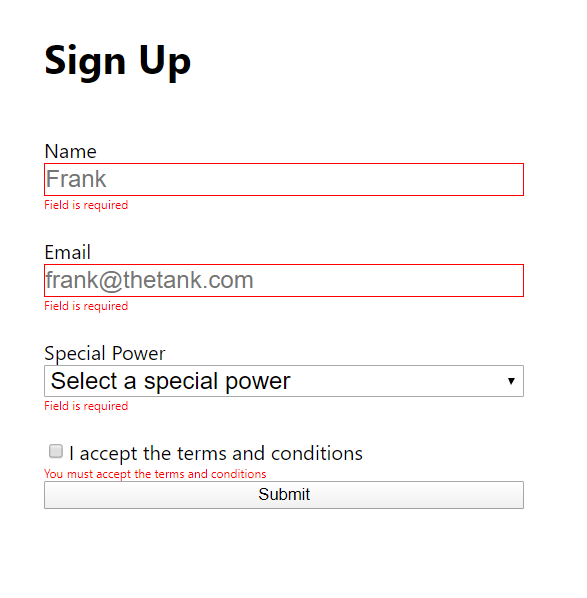 Sign Up
Name
Frank
Field is required
Email
frank@thetank.com
Field is required
Special Power
Select a special power
Field is required
I accept the terms and conditions
You must accept the terms and conditions
Submit